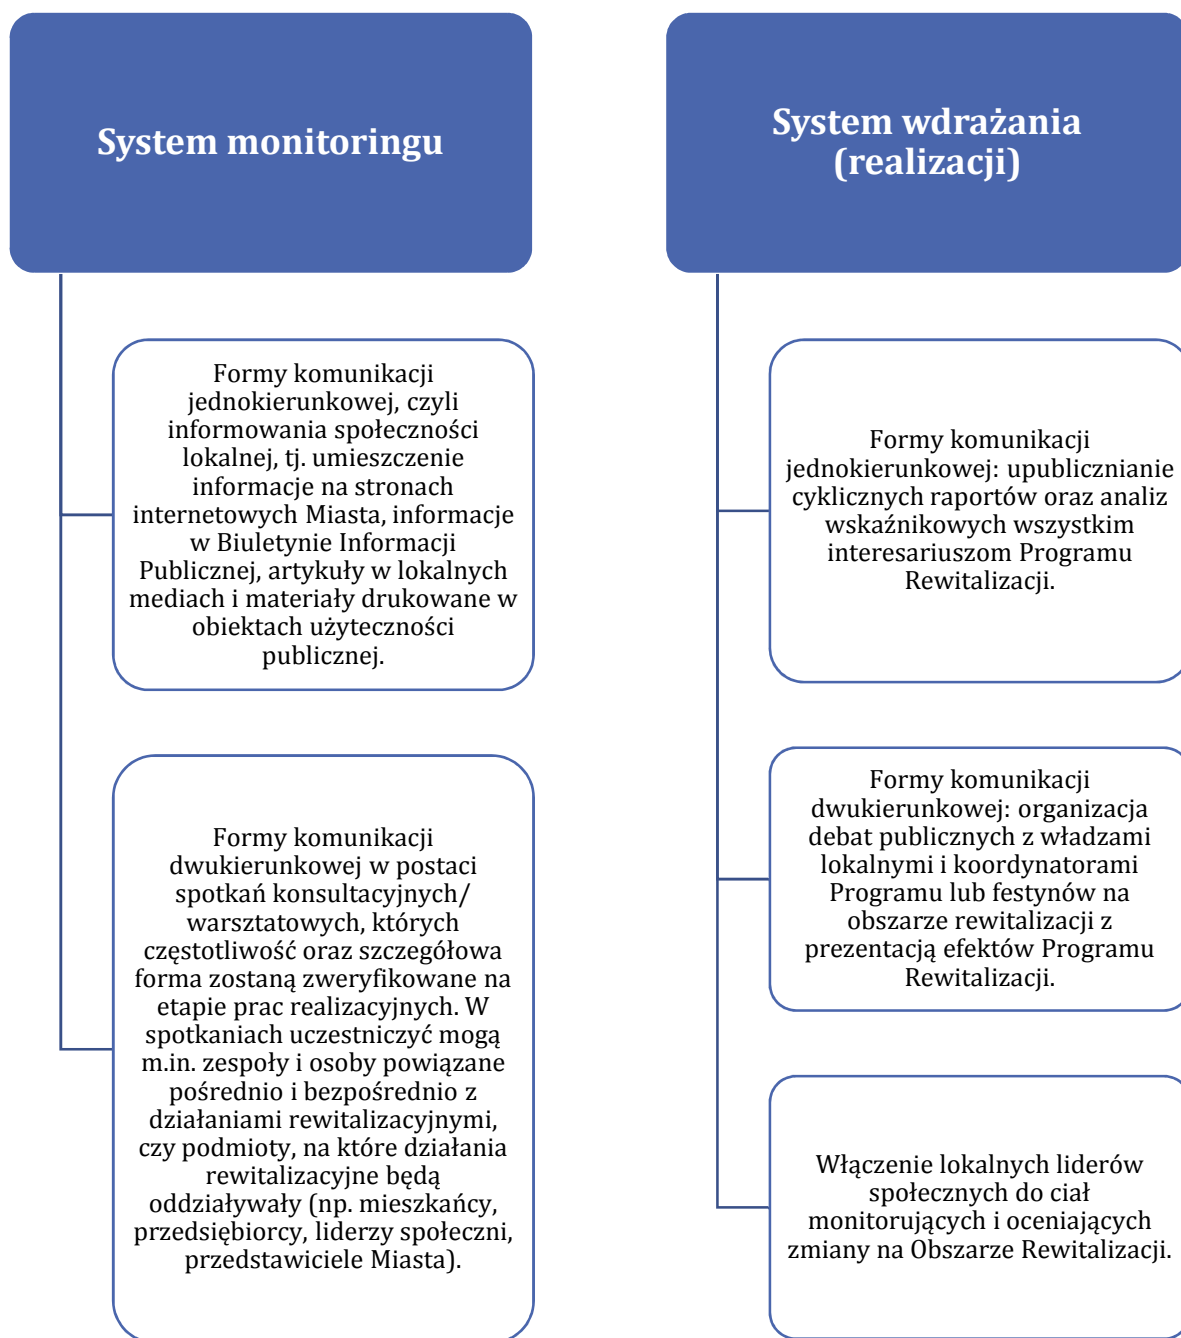 System monitoringu
Formy komunikacji
jednokierunkowej, czyli
informowania społeczności
lokalnej, tj. umieszczenie
informacje na stronach
internetowych Miasta, informacje
w Biuletynie Informacji
Publicznej, artykuły w lokalnych
mediach i materiały drukowane w
obiektach użyteczności
publicznej.
Formy komunikacji
dwukierunkowej w postaci
spotkań konsultacyjnych/
warsztatowych, których
częstotliwość oraz szczegółowa
forma zostaną zweryfikowane na
etapie prac realizacyjnych. W
spotkaniach uczestniczyć mogą
m.in. zespoły i osoby powiązane
pośrednio i bezpośrednio z
działaniami rewitalizacyjnymi,
czy podmioty, na które działania
rewitalizacyjne będą
oddziaływały (np. mieszkańcy,
przedsiębiorcy, liderzy społeczni,
przedstawiciele Miasta).
System wdrażania
(realizacji)
Formy komunikacji
jednokierunkowej: upublicznianie
cyklicznych raportów oraz analiz
wskaźnikowych wszystkim
interesariuszom Programu
Rewitalizacji.
Formy komunikacji
dwukierunkowej: organizacja
debat publicznych z władzami
lokalnymi i koordynatorami
Programu lub festynów na
obszarze rewitalizacji z
prezentacją efektów Programu
Rewitalizacji.
Włączenie lokalnych liderów
społecznych do ciał
monitorujących i oceniających
zmiany na Obszarze Rewitalizacji.